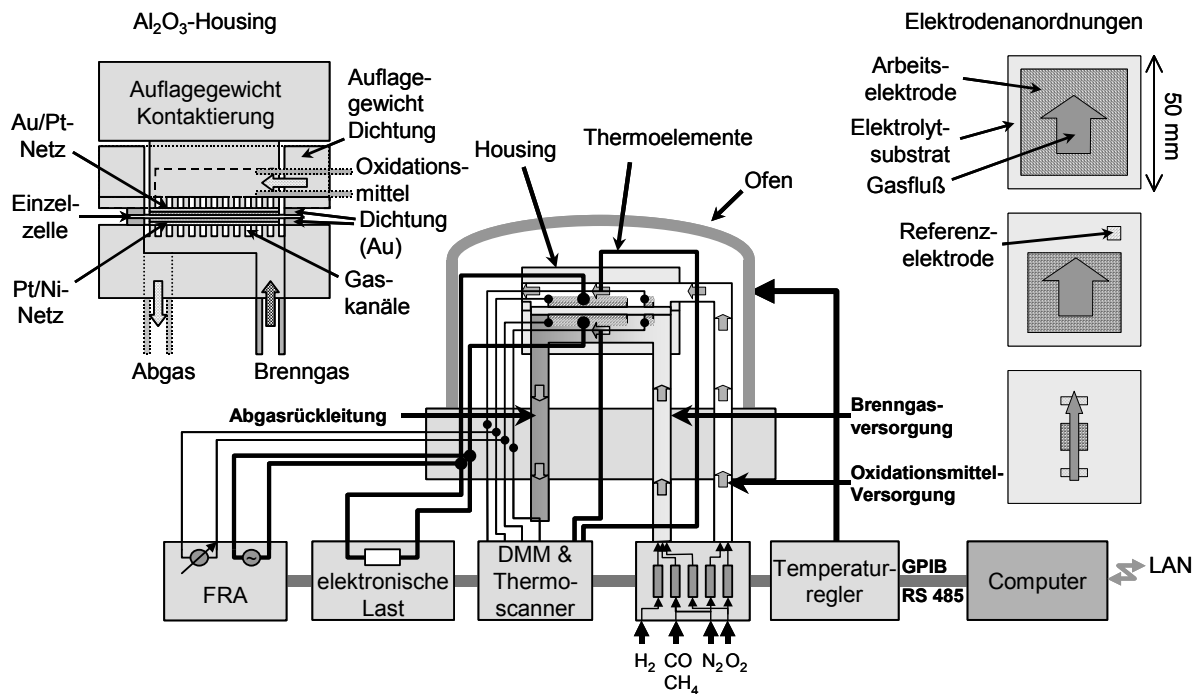 Al2O3-Housing
Auflagegewicht
Kontaktierung
Auflage-
gewicht
Dichtung
Au/Pt-
Netz
Oxidations-
mittel
Einzel-
zelle
Dichtung
(Au)
Pt/Ni-
Netz
Gas-
kanäle
Abgas
Brenngas
Housing
Thermoelemente
Ofen
Elektrodenanordnungen
Arbeits-
elektrode
Elektrolyt-
substrat
Gasfluß
50 mm
Referenz-
elektrode
Abgasrückleitung
Brenngas-
versorgung
Oxidationsmittel-
Versorgung
FRA
~
elektronische
Last
DMM &
Thermo-
scanner
Temperatur-
regler
GPIB
RS 485
Computer
LAN
H2 CO N2 O2
CH4